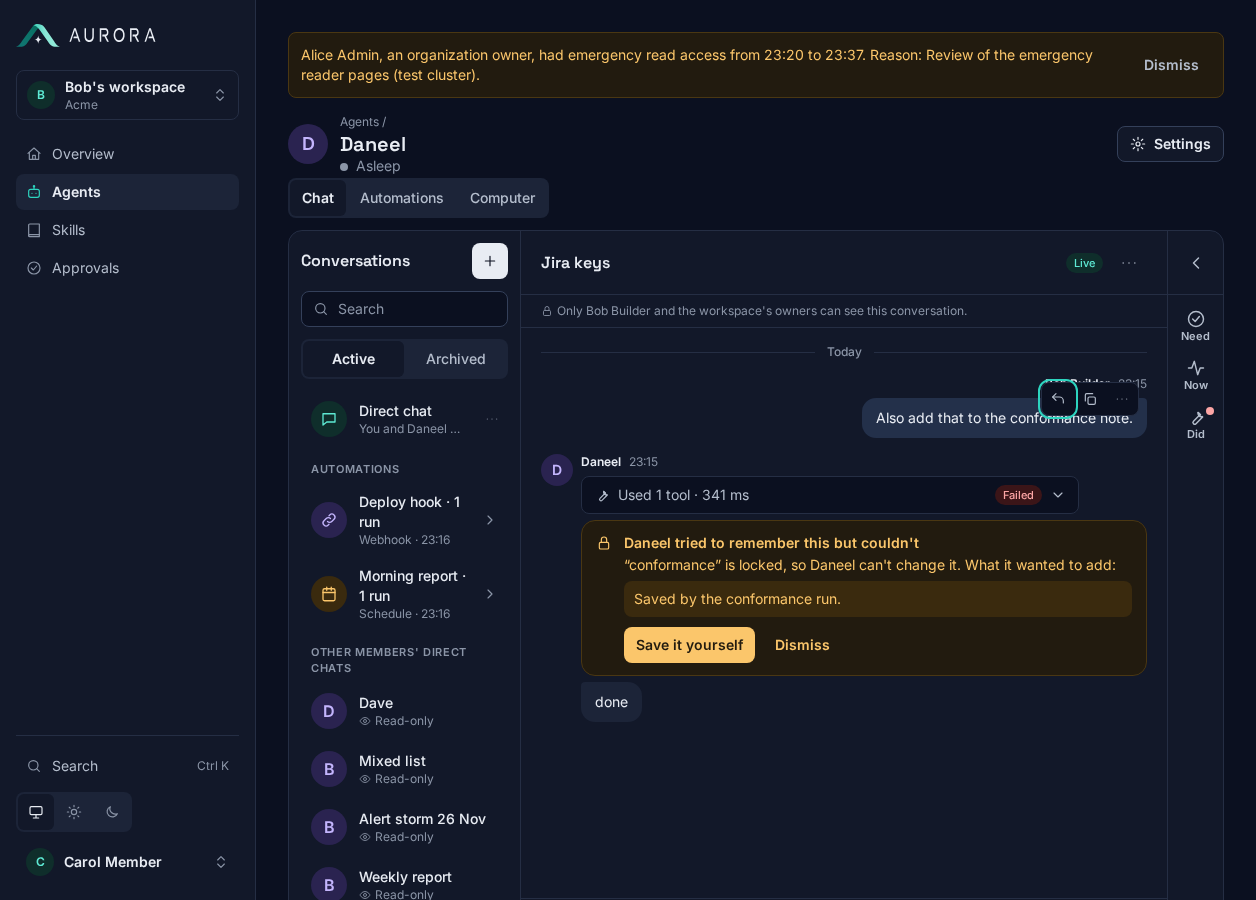 AURORA
B
Bob's workspace
Acme
Overview
Agents
Skills
Approvals
Search
Ctrl K
C
Carol Member
Alice Admin, an organization owner, had emergency read access from 23:20 to 23:37. Reason: Review of the emergency
reader pages (test cluster).
Dismiss
D
Agents /
Daneel
Asleep
Settings
Chat
Automations
Computer
Conversations
Search
Active
Archived
Direct chat
You and Daneel ...
AUTOMATIONS
Deploy hook · 1
run
Webhook · 23:16
Morning report ·
1 run
Schedule · 23:16
OTHER MEMBERS' DIRECT
CHATS
D
Dave
Read-only
B
Mixed list
Read-only
B
Alert storm 26 Nov
Read-only
B
Weekly report
Read-only
Jira keys
Live
Only Bob Builder and the workspace's owners can see this conversation.
Today
Builder 23:15
Also add that to the conformance note.
D
Daneel 23:15
Used 1 tool · 341 ms
Failed
Daneel tried to remember this but couldn't
“conformance” is locked, so Daneel can't change it. What it wanted to add:
Saved by the conformance run.
Save it yourself
Dismiss
done
Need
Now
Did